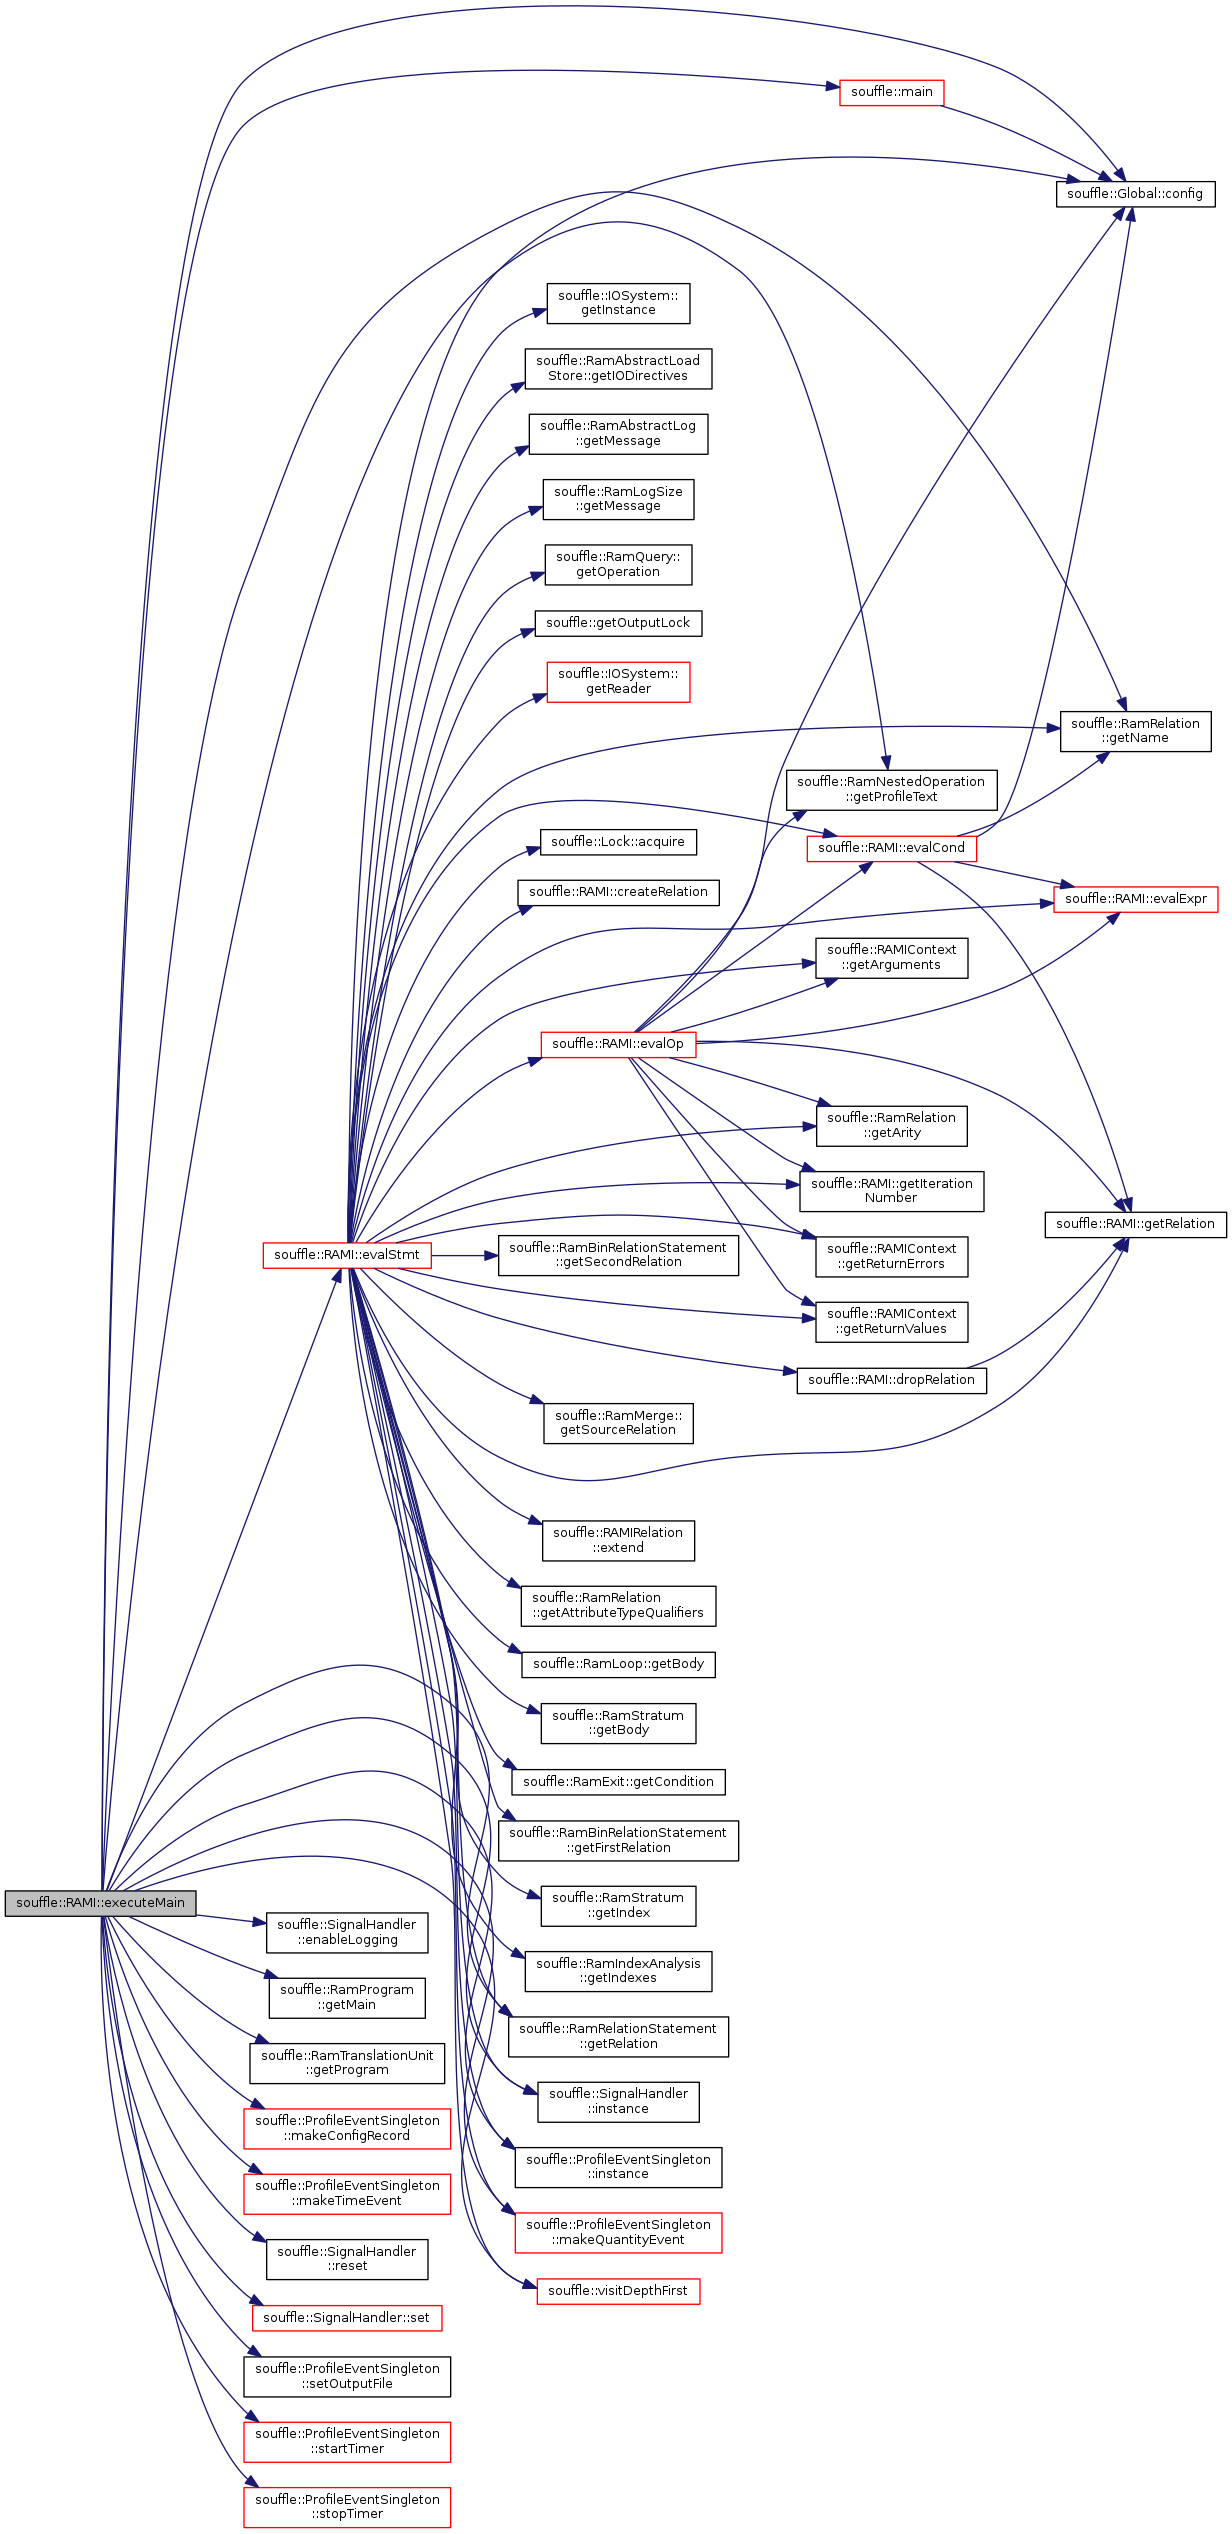 souffle::main
souffle::Global::config
souffle::IOSystem::
getInstance
souffle::RamAbstractLoad
Store::getIODirectives
souffle::RamAbstractLog
::getMessage
souffle::RamLogSize
::getMessage
souffle::RamQuery::
getOperation
souffle::getOutputLock
souffle::IOSystem::
getReader
souffle::RamRelation
::getName
souffle::RamNestedOperation
::getProfileText
souffle::Lock::acquire
souffle::RAMI::evalCond
souffle::RAMI::createRelation
souffle::RAMI::evalExpr
souffle::RAMIContext
::getArguments
souffle::RAMI::evalOp
souffle::RamRelation
::getArity
souffle::RAMI::getIteration
Number
souffle::RAMI::getRelation
souffle::RAMI::evalStmt
souffle::RamBinRelationStatement
::getSecondRelation
souffle::RAMIContext
::getReturnErrors
souffle::RAMIContext
::getReturnValues
souffle::RAMI::dropRelation
souffle::RamMerge::
getSourceRelation
souffle::RAMIRelation
::extend
souffle::RamRelation
::getAttributeTypeQualifiers
souffle::RamLoop::getBody
souffle::RamStratum
::getBody
souffle::RamExit::getCondition
souffle::RamBinRelationStatement
::getFirstRelation
souffle::RAMI::executeMain
souffle::RamStratum
::getIndex
souffle::SignalHandler
::enableLogging
souffle::RamIndexAnalysis
::getIndexes
souffle::RamProgram
::getMain
souffle::RamRelationStatement
::getRelation
souffle::RamTranslationUnit
::getProgram
souffle::SignalHandler
::instance
souffle::ProfileEventSingleton
::makeConfigRecord
souffle::ProfileEventSingleton
::instance
souffle::ProfileEventSingleton
::makeTimeEvent
souffle::ProfileEventSingleton
::makeQuantityEvent
souffle::SignalHandler
::reset
souffle::visitDepthFirst
souffle::SignalHandler::set
souffle::ProfileEventSingleton
::setOutputFile
souffle::ProfileEventSingleton
::startTimer
souffle::ProfileEventSingleton
::stopTimer